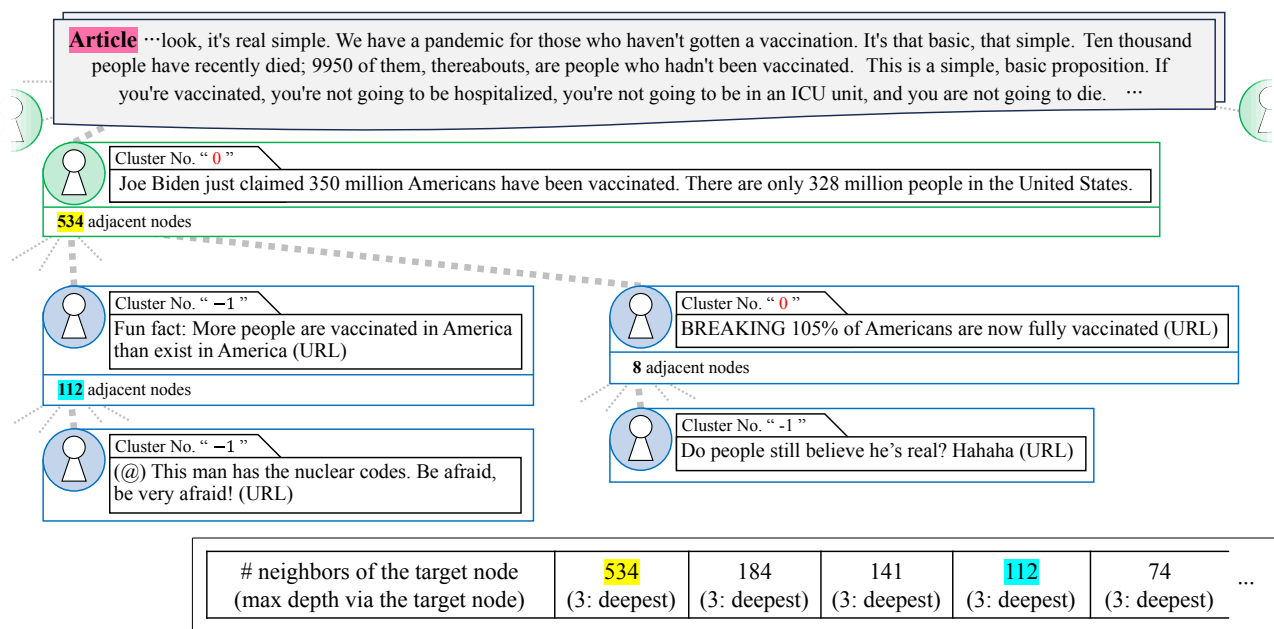 Article ···look, it's real simple. We have a pandemic for those who haven't gotten a vaccination. It's that basic, that simple. Ten thousand
people have recently died; 9950 of them, thereabouts, are people who hadn't been vaccinated. This is a simple, basic proposition. If
you're vaccinated, you're not going to be hospitalized, you're not going to be in an ICU unit, and you are not going to die. ···
Cluster No. “ 0 ”
Joe Biden just claimed 350 million Americans have been vaccinated. There are only 328 million people in the United States.
534 adjacent nodes
Cluster No. “ −1 ”
Fun fact: More people are vaccinated in America
than exist in America (URL)
112 adjacent nodes
Cluster No. “ −1 ”
(@) This man has the nuclear codes. Be afraid,
be very afraid! (URL)
Cluster No. “ 0 ”
BREAKING 105% of Americans are now fully vaccinated (URL)
8 adjacent nodes
Cluster No. “ -1 ”
Do people still believe he’s real? Hahaha (URL)
# neighbors of the target node 534 184 141 112 74 ...
(max depth via the target node) (3: deepest) (3: deepest) (3: deepest) (3: deepest) (3: deepest)